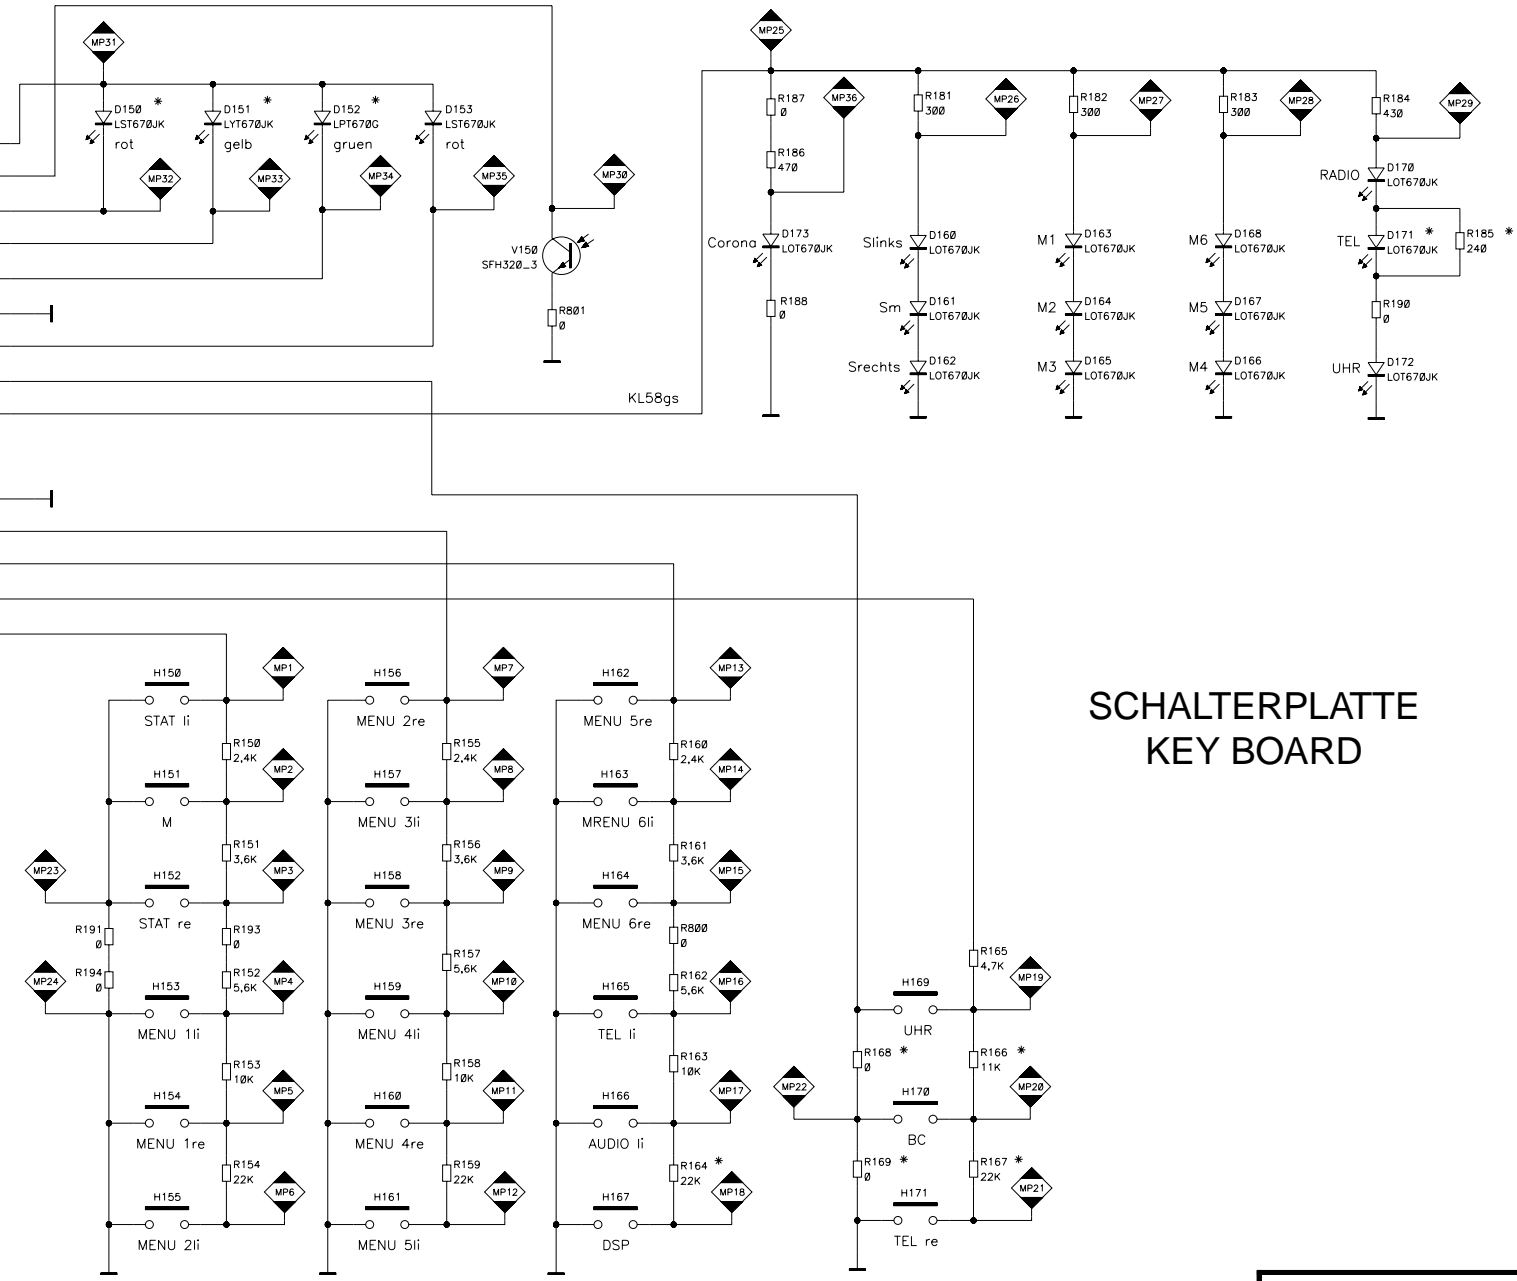 MP31
MP25
D150 *
LST670JK
rot
D151 *
LYT670JK
gelb
D152 *
LPT670G
gruen
D153
LST670JK
rot
MP32
MP33
MP34
MP35
MP30
V150
SFH320_3
R801
Ø
R187
Ø
MP36
R186
470
Corona
D173
LOT670JK
R188
Ø
R181
300
MP26
Slinks
D160
LOT670JK
Sm
D161
LOT670JK
Srechts
D162
LOT670JK
R182
300
MP27
M1
D163
LOT670JK
M2
D164
LOT670JK
M3
D165
LOT670JK
R183
300
MP28
M6
D168
LOT670JK
M5
D167
LOT670JK
M4
D166
LOT670JK
R184
430
MP29
RADIO
D170
LOT670JK
TEL
D171 *
LOT670JK
R185 *
240
R190
Ø
UHR
D172
LOT670JK
KL58gs
SCHALTERPLATTE
KEY BOARD
H150
STAT li
MP1
R150
2,4K
MP2
H151
M
R151
3,6K
MP3
MP23
H152
STAT re
R191
Ø
R193
Ø
R194
Ø
R152
5,6K
MP4
MP24
H153
MENU 1li
R153
10K
MP5
H154
MENU 1re
R154
22K
MP6
H155
MENU 2li
H156
MENU 2re
MP7
R155
2,4K
MP8
H157
MENU 3li
R156
3,6K
MP9
H158
MENU 3re
R157
5,6K
MP10
H159
MENU 4li
R158
10K
MP11
H160
MENU 4re
R159
22K
MP12
H161
MENU 5li
H162
MENU 5re
MP13
R160
2,4K
MP14
H163
MRENU 6li
R161
3,6K
MP15
H164
MENU 6re
R800
Ø
R162
5,6K
MP16
H165
TEL li
R163
10K
MP17
H166
AUDIO li
R164 *
22K
MP18
H167
DSP
R165
4,7K
MP19
H169
UHR
R168 *
Ø
R166 *
11K
MP22
MP20
H170
BC
R169 *
Ø
R167 *
22K
MP21
H171
TEL re